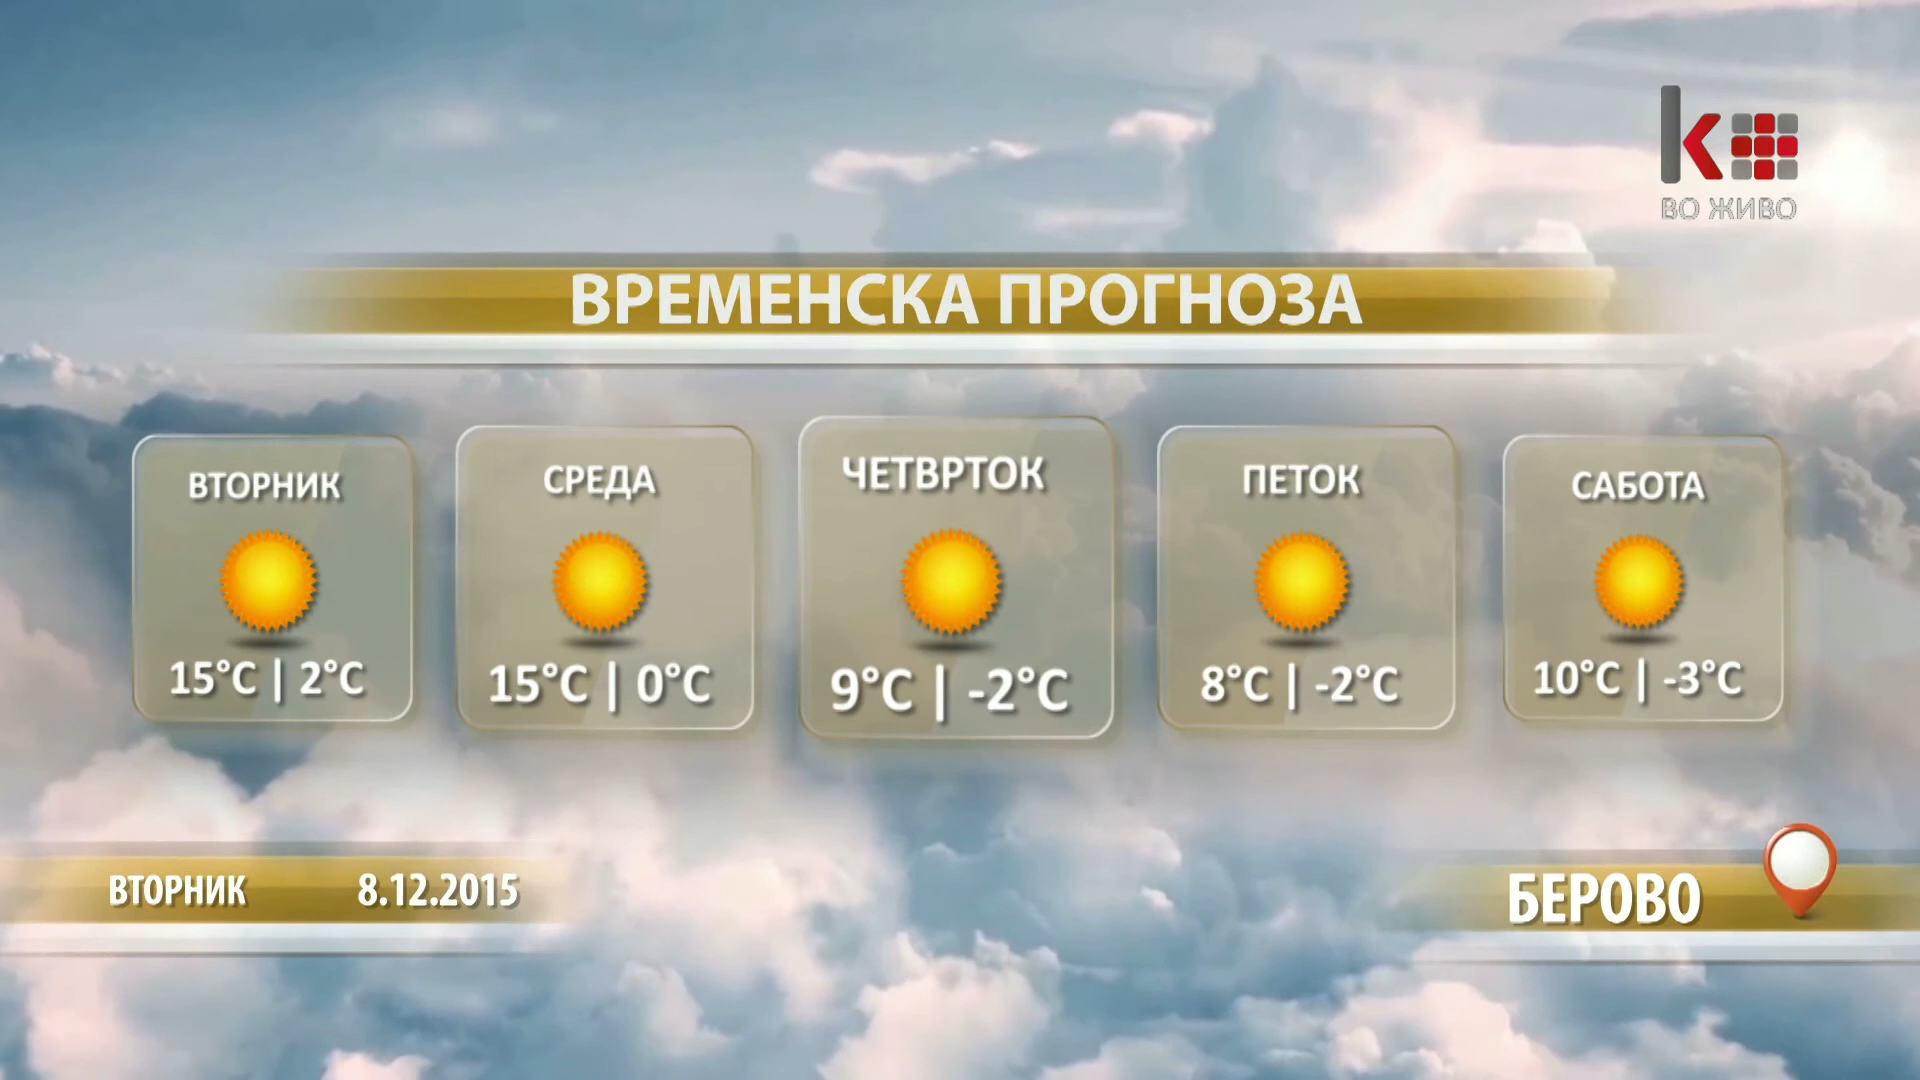 K
ВО ЖИВО
ВРЕМЕНСКА ПРОГНОЗА
ВТОРНИК
15°C | 2°C
СРЕДА
15°C | 0°C
ЧЕТВРТОК
9°C | -2°C
ПЕТОК
8°C | -2°C
САБОТА
10°C | -3°C
ВТОРНИК 8.12.2015
БЕРОВО